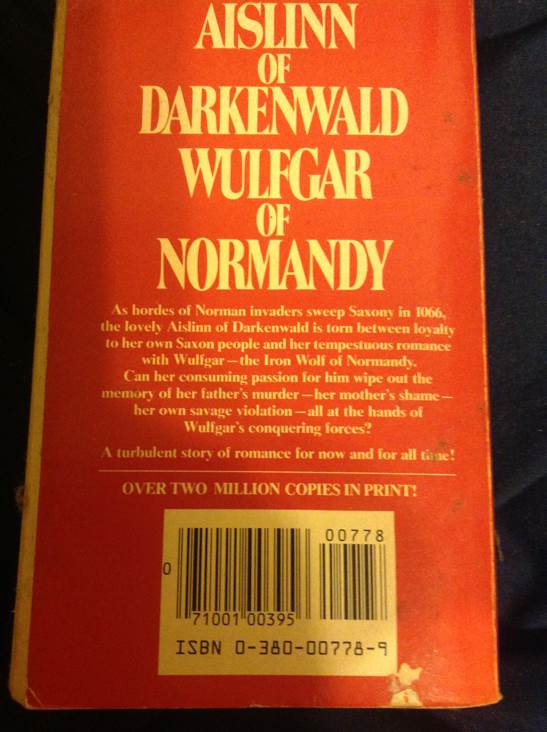 AISLINN
OF
DARKENWALD
WULFGAR
OF
NORMANDY
As hordes of Norman invaders sweep Saxony in 1066,
the lovely Aislinn of Darkenwald is torn between loyalty
to her own Saxon people and her tempestuous romance
with Wulfgar—the Iron Wolf of Normandy.
Can her consuming passion for him wipe out the
memory of her father's murder—her mother's shame—
her own savage violation—all at the hands of
Wulfgar's conquering forces?
A turbulent story of romance for now and for all time!
OVER TWO MILLION COPIES IN PRINT!
00778
0 71001 00395
ISBN 0-380-00778-9